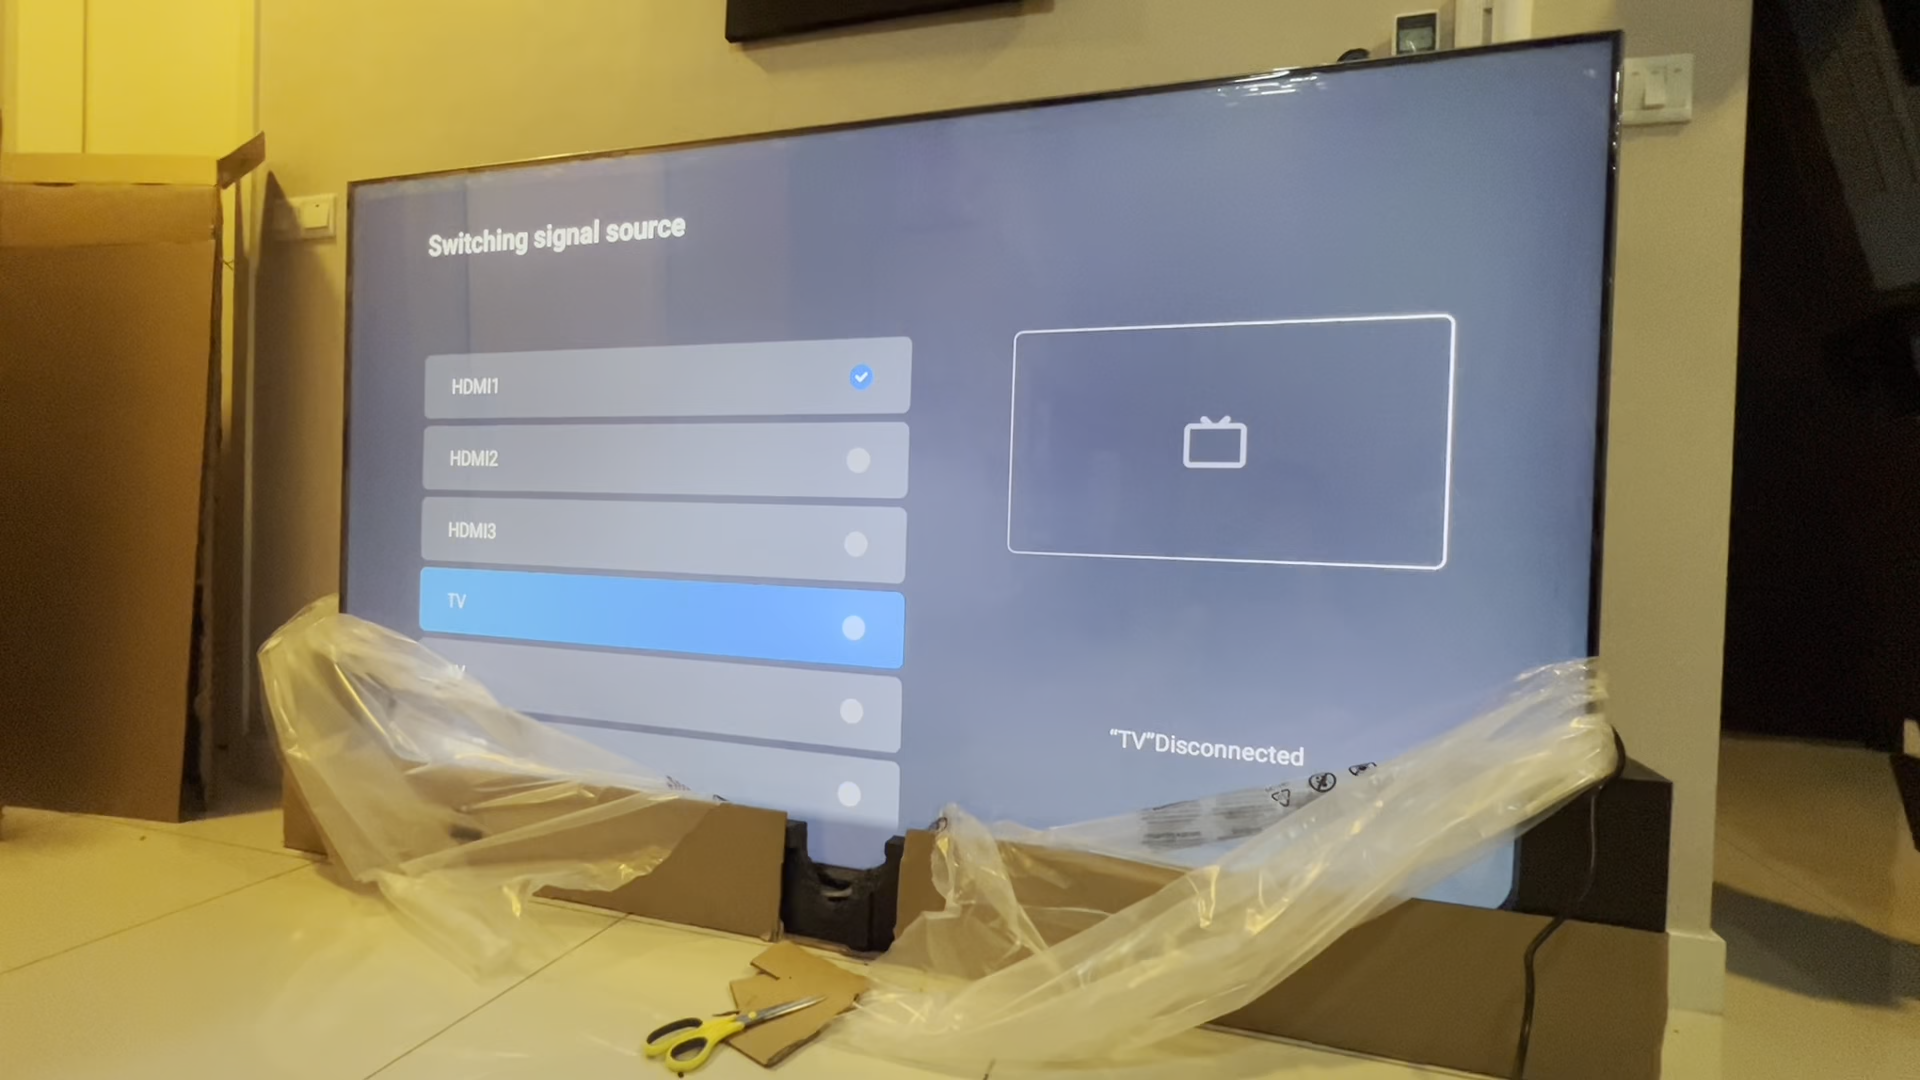 Switching signal source
HDMI1
HDMI2
HDMI3
TV
"TV"Disconnected